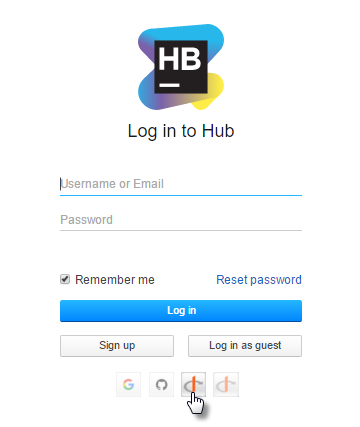 HB
Log in to Hub
Username or Email
Password
Remember me
Reset password
Log in
Sign up
Log in as guest
G